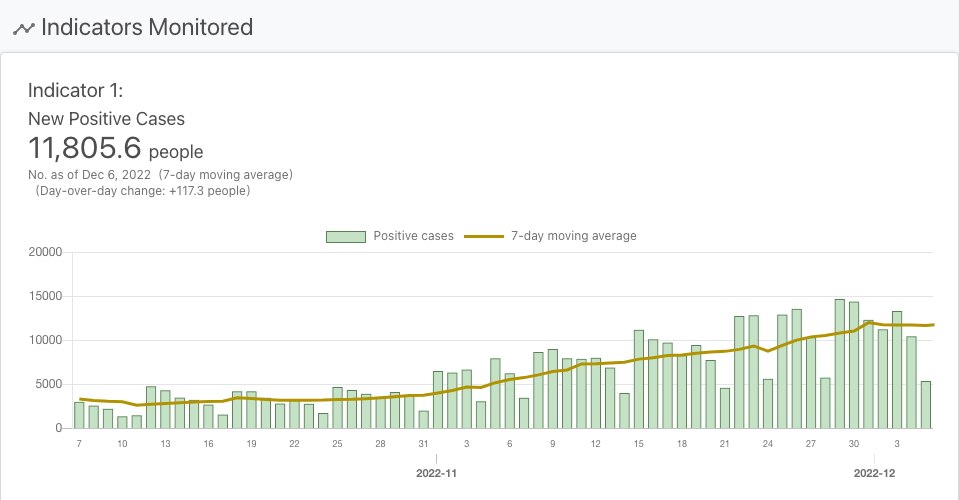 Indicators Monitored
Indicator 1:
New Positive Cases
11,805.6 people
No. as of Dec 6, 2022 (7-day moving average)
(Day-over-day change: +117.3 people)
Positive cases 7-day moving average
20000
15000
10000
5000
0
7 10 13 16 19 22 25 28 31 3 6 9 12 15 18 21 24 27 30 3
2022-11 2022-12